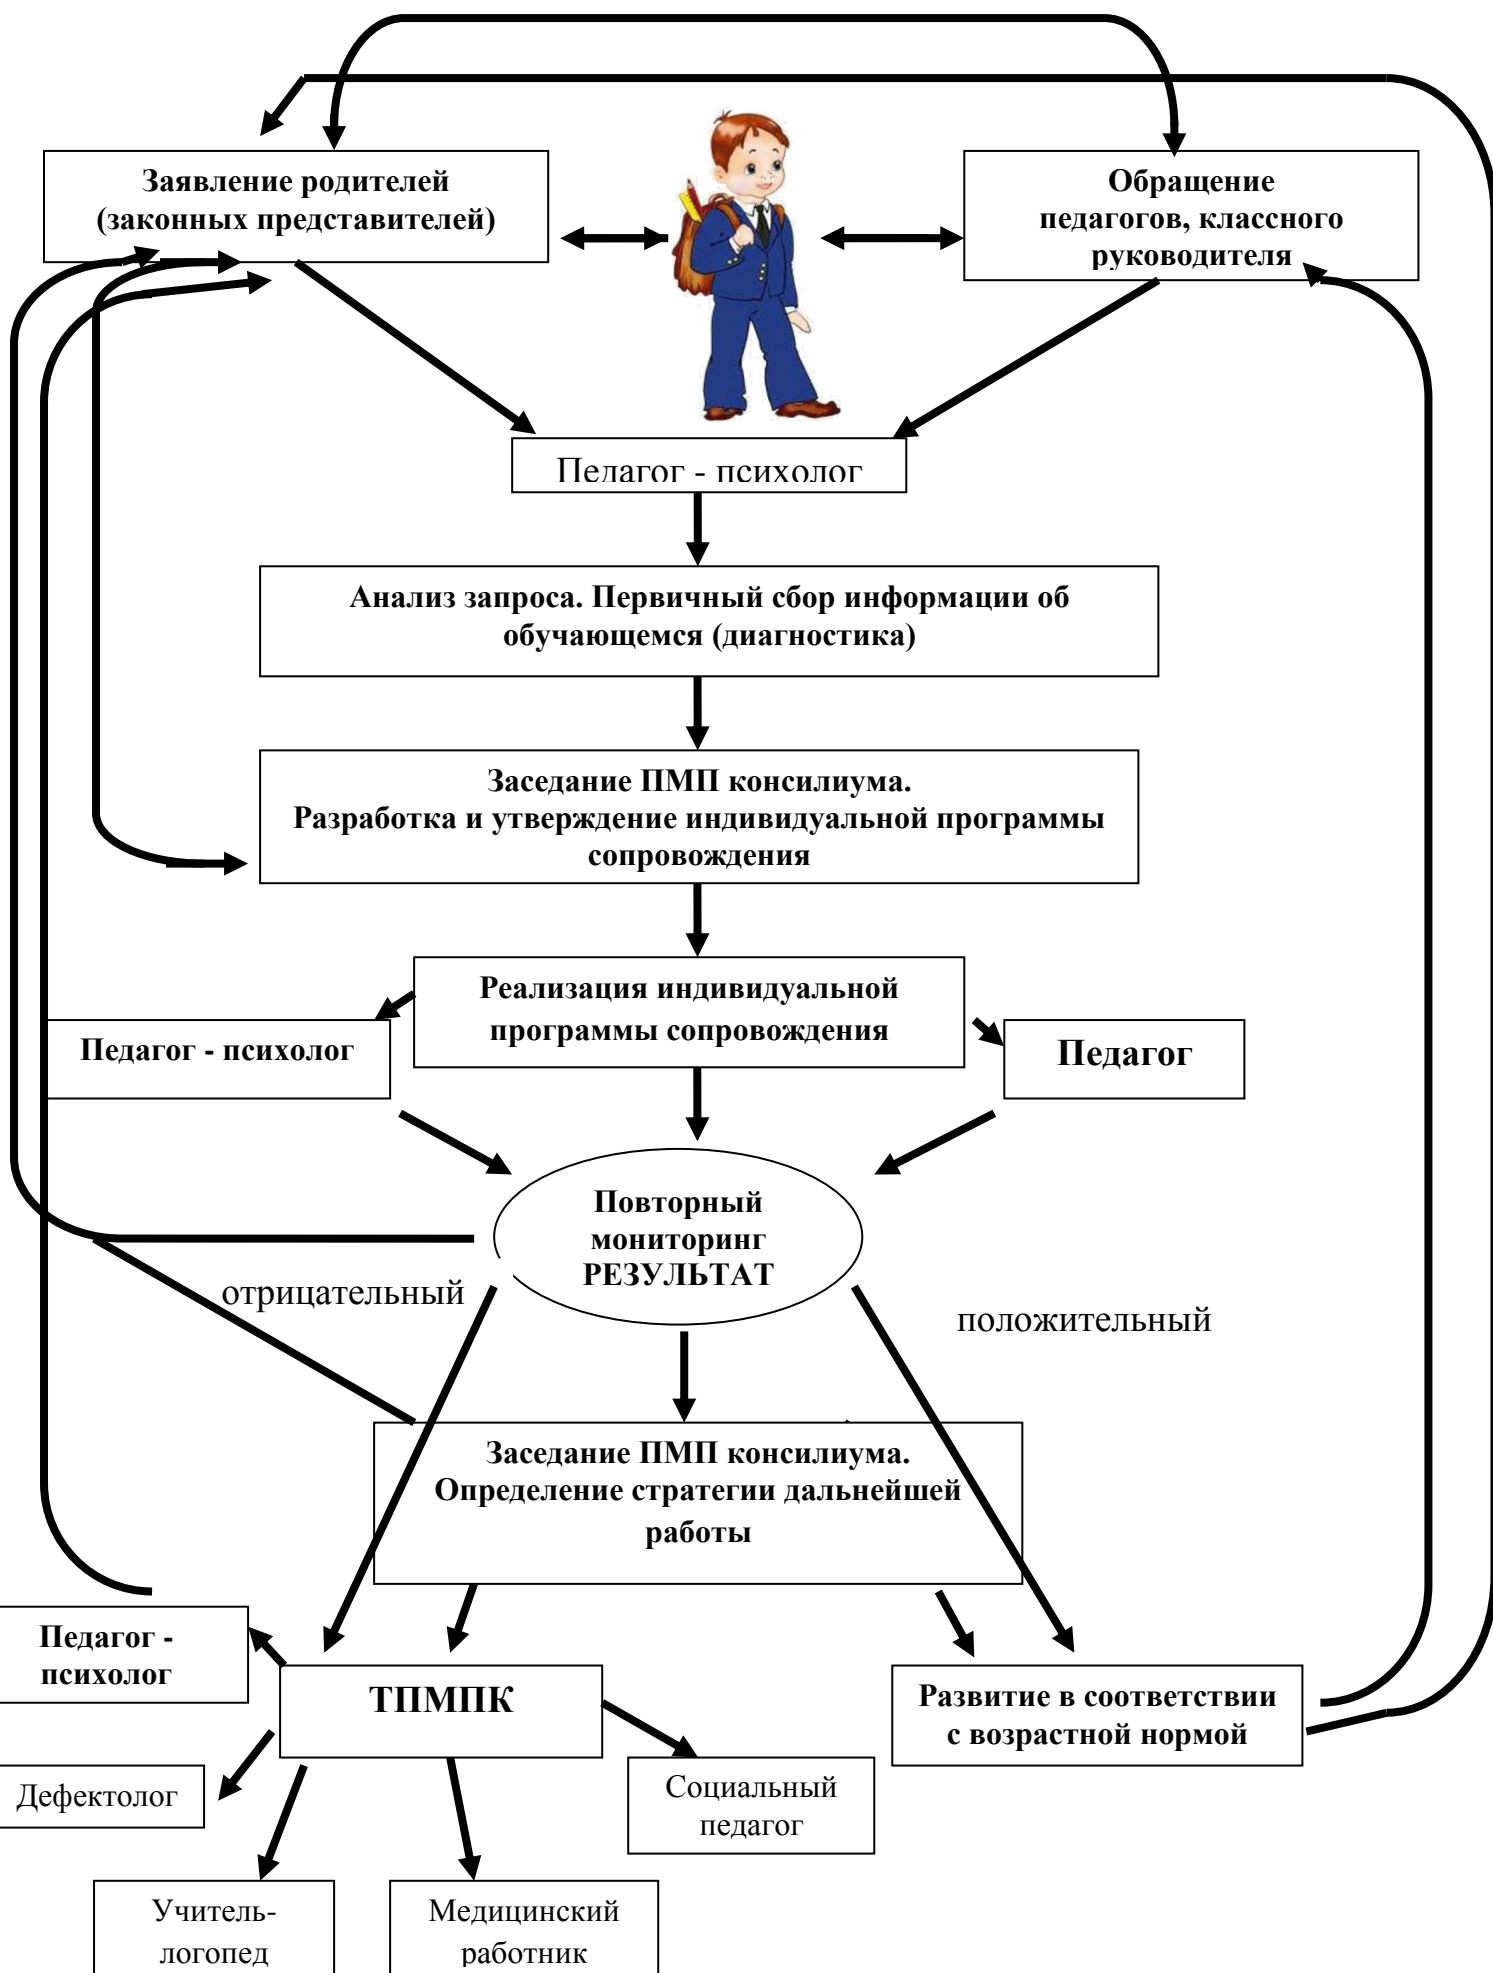 Заявление родителей
(законных представителей)
Обращение
педагогов, классного
руководителя
Педагог - психолог
Анализ запроса. Первичный сбор информации об
обучающемся (диагностика)
Заседание ПМП консилиума.
Разработка и утверждение индивидуальной программы
сопровождения
Реализация индивидуальной
программы сопровождения
Педагог - психолог
Педагог
Повторный
мониторинг
РЕЗУЛЬТАТ
отрицательный
положительный
Заседание ПМП консилиума.
Определение стратегии дальнейшей
работы
Педагог -
психолог
ТПМПК
Развитие в соответствии
с возрастной нормой
Дефектолог
Социальный
педагог
Учитель-
логопед
Медицинский
работник